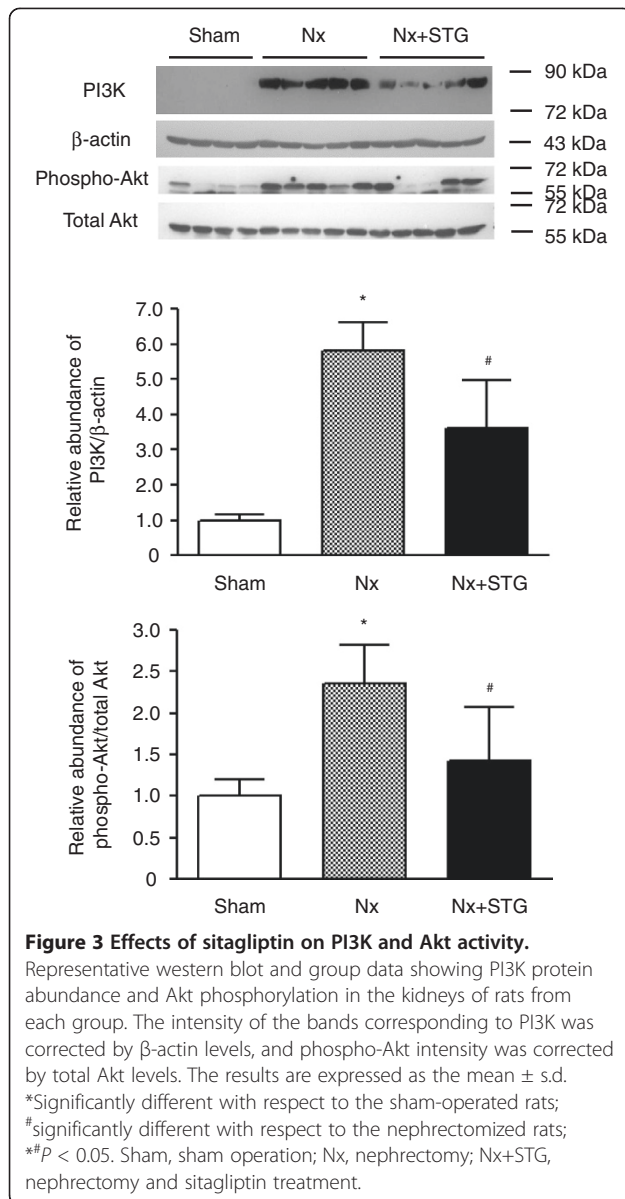 Sham Nx Nx+STG
PI3K
90 kDa
72 kDa
β-actin
43 kDa
Phospho-Akt
72 kDa
55 kDa
Total Akt
72 kDa
55 kDa
Relative abundance of
PI3K/β-actin
7.0
6.0
5.0
4.0
3.0
2.0
1.0
0
*
#
Sham Nx Nx+STG
Relative abundance of
phospho-Akt/total Akt
3.0
2.5
2.0
1.5
1.0
0.5
0
*
#
Sham Nx Nx+STG
Figure 3 Effects of sitagliptin on PI3K and Akt activity.
Representative western blot and group data showing PI3K protein
abundance and Akt phosphorylation in the kidneys of rats from
each group. The intensity of the bands corresponding to PI3K was
corrected by β-actin levels, and phospho-Akt intensity was corrected
by total Akt levels. The results are expressed as the mean ± s.d.
*Significantly different with respect to the sham-operated rats;
#significantly different with respect to the nephrectomized rats;
*#P < 0.05. Sham, sham operation; Nx, nephrectomy; Nx+STG,
nephrectomy and sitagliptin treatment.